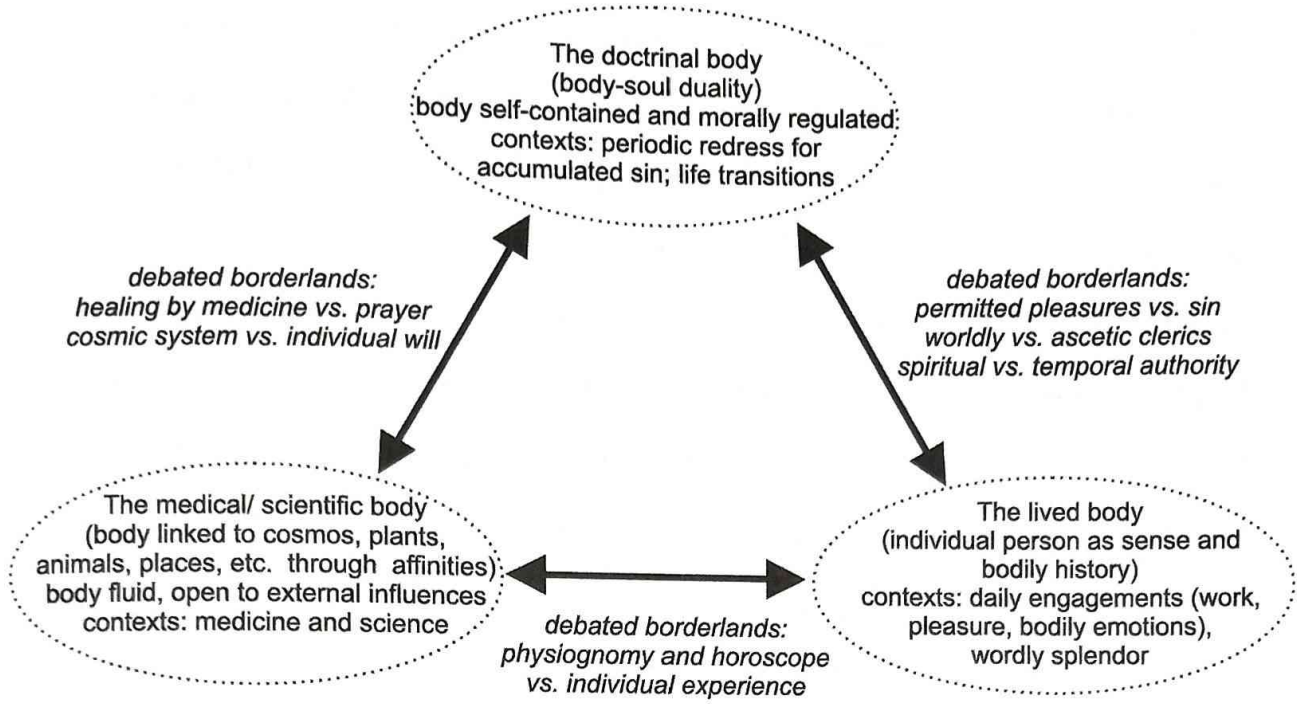 The doctrinal body
(body-soul duality)
body self-contained and morally regulated
contexts: periodic redress for
accumulated sin; life transitions
debated borderlands:
healing by medicine vs. prayer
cosmic system vs. individual will
debated borderlands:
permitted pleasures vs. sin
worldly vs. ascetic clerics
spiritual vs. temporal authority
The medical/ scientific body
(body linked to cosmos, plants,
animals, places, etc. through affinities)
body fluid, open to external influences
contexts: medicine and science
debated borderlands:
physiognomy and horoscope
vs. individual experience
The lived body
(individual person as sense and
bodily history)
contexts: daily engagements (work,
pleasure, bodily emotions),
wordly splendor